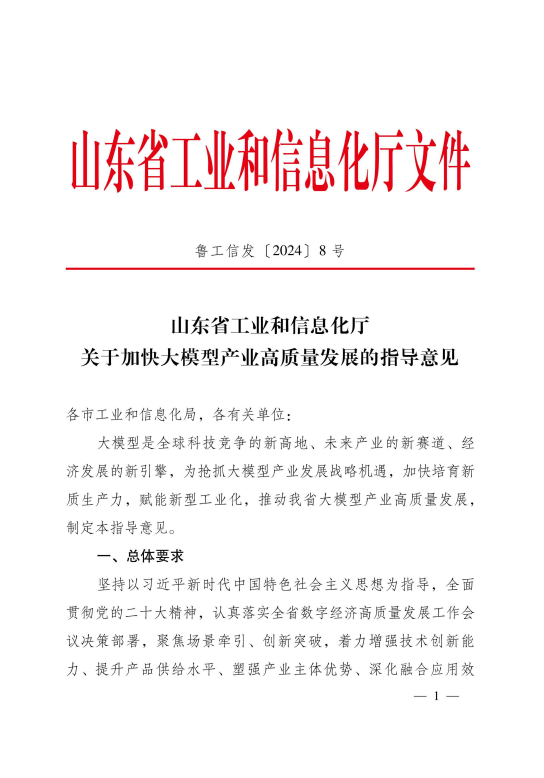 山东省工业和信息化厅文件
鲁工信发〔2024〕8 号
山东省工业和信息化厅
关于加快大模型产业高质量发展的指导意见
各市工业和信息化局，各有关单位：
大模型是全球科技竞争的新高地、未来产业的新赛道、经
济发展的新引擎，为抢抓大模型产业发展战略机遇，加快培育新
质生产力，赋能新型工业化，推动我省大模型产业高质量发展，
制定本指导意见。
一、总体要求
坚持以习近平新时代中国特色社会主义思想为指导，全面
贯彻党的二十大精神，认真落实全省数字经济高质量发展工作会
议决策部署，聚焦场景牵引、创新突破，着力增强技术创新能
力、提升产品供给水平、塑强产业主体优势、深化融合应用效
— 1 —